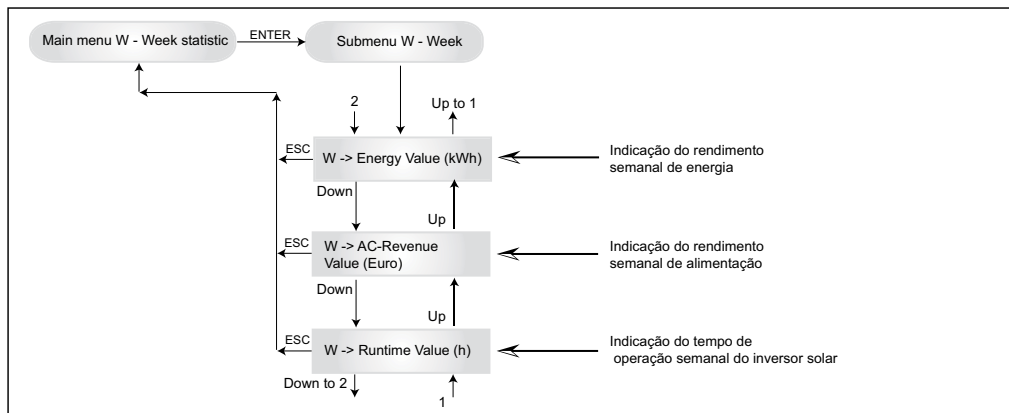 Main menu W - Week statistic
ENTER
Submenu W - Week
2
Up to 1
ESC
W -> Energy Value (kWh)
Indicação do rendimento
semanal de energia
Down
Up
ESC
W -> AC-Revenue
Value (Euro)
Indicação do rendimento
semanal de alimentação
Down
Up
ESC
W -> Runtime Value (h)
Indicação do tempo de
operação semanal do inversor solar
Down to 2
1